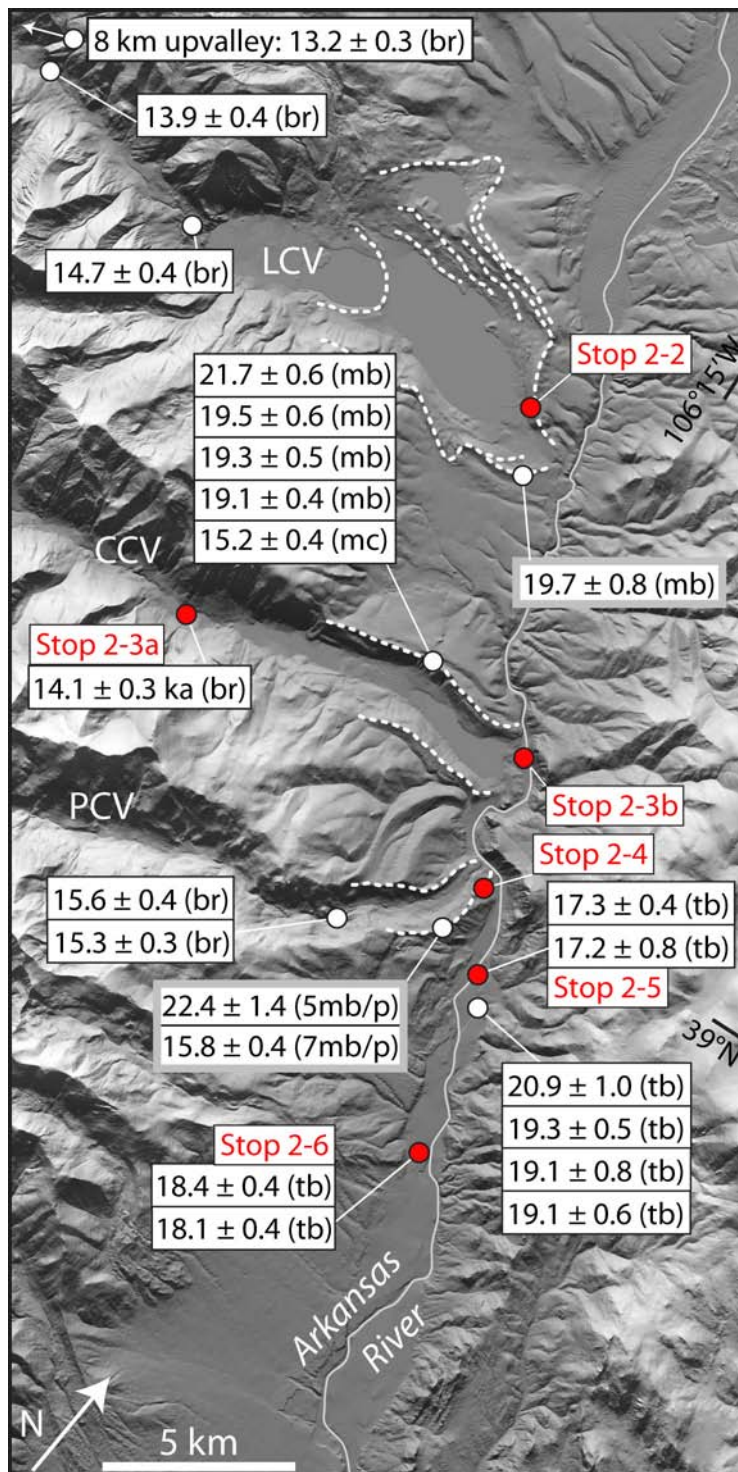 8 km upvalley: 13.2 ± 0.3 (br)
13.9 ± 0.4 (br)
14.7 ± 0.4 (br)
LCV
Stop 2-2
106°15'W
21.7 ± 0.6 (mb)
19.5 ± 0.6 (mb)
19.3 ± 0.5 (mb)
19.1 ± 0.4 (mb)
15.2 ± 0.4 (mc)
CCV
19.7 ± 0.8 (mb)
Stop 2-3a
14.1 ± 0.3 ka (br)
PCV
Stop 2-3b
Stop 2-4
15.6 ± 0.4 (br)
15.3 ± 0.3 (br)
17.3 ± 0.4 (tb)
17.2 ± 0.8 (tb)
Stop 2-5
22.4 ± 1.4 (5mb/p)
15.8 ± 0.4 (7mb/p)
39°N
20.9 ± 1.0 (tb)
19.3 ± 0.5 (tb)
19.1 ± 0.8 (tb)
19.1 ± 0.6 (tb)
Stop 2-6
18.4 ± 0.4 (tb)
18.1 ± 0.4 (tb)
Arkansas
River
N
5 km